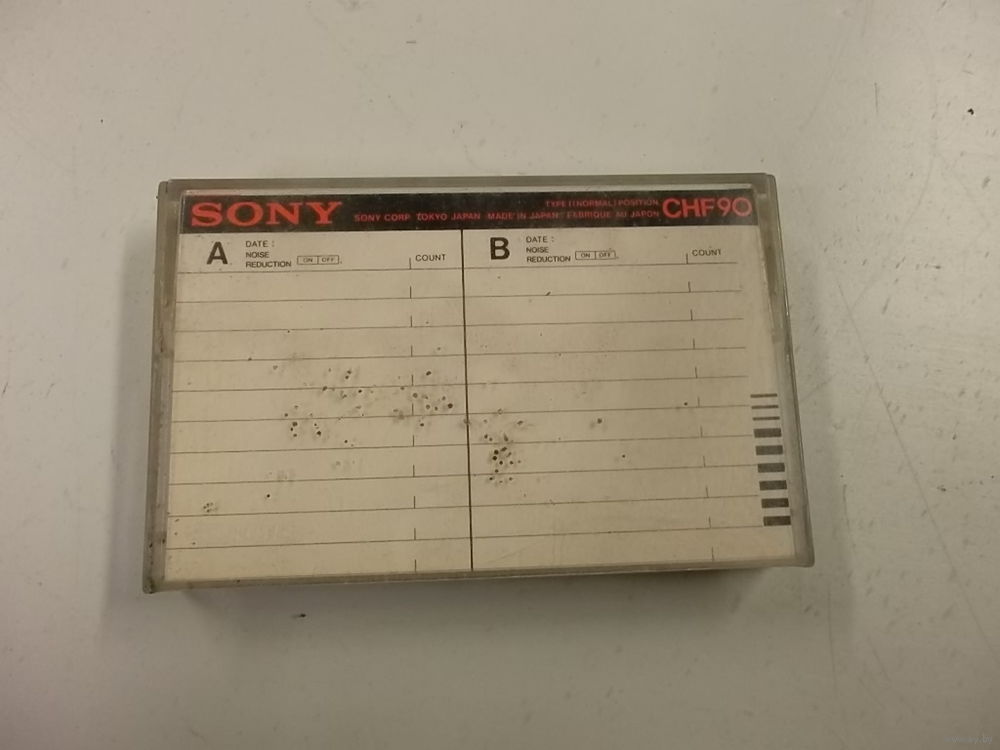 SONY
TYPE I (NORMAL) POSITION
SONY CORP. TOKYO JAPAN MADE IN JAPAN · FABRIQUE AU JAPON
CHF90
A
DATE :
NOISE
REDUCTION
ON OFF
COUNT
B
DATE :
NOISE
REDUCTION
ON OFF
COUNT